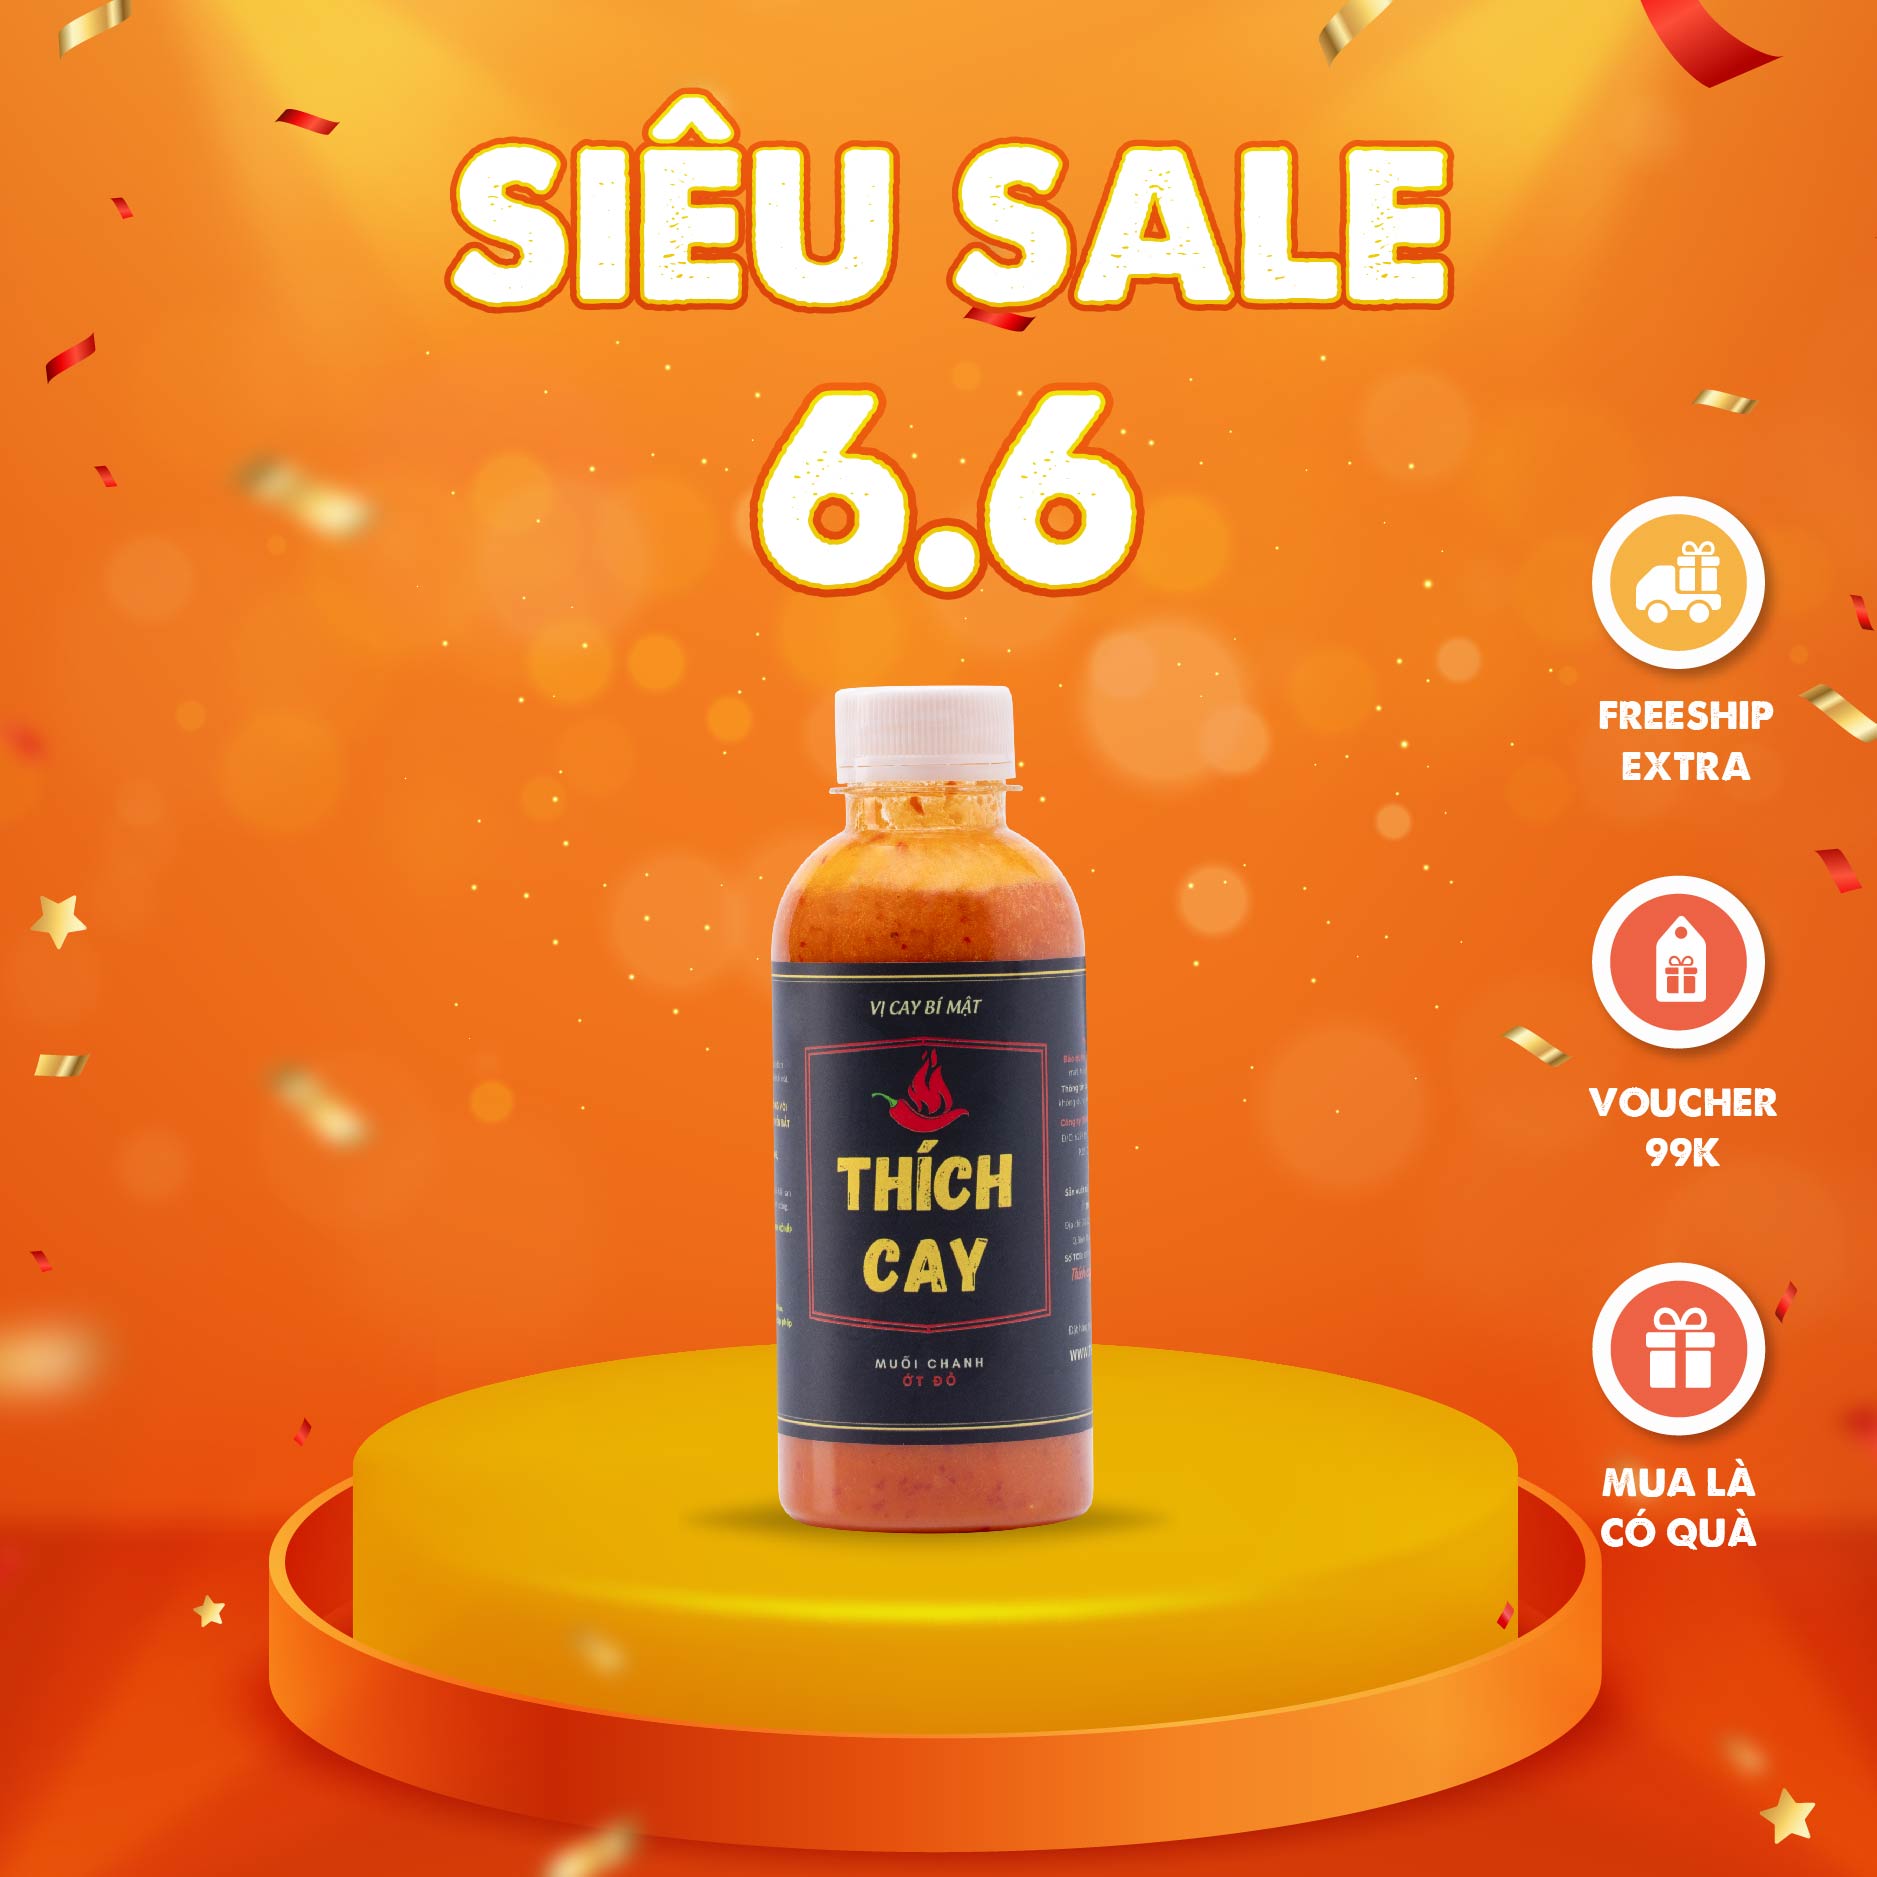 SIÊU SALE
6.6
FREESHIP
EXTRA
VOUCHER
99K
MUA LÀ
CÓ QUÀ
VỊ CAY BÍ MẬT
THÍCH
CAY
MUỐI CHANH
ỚT ĐỎ